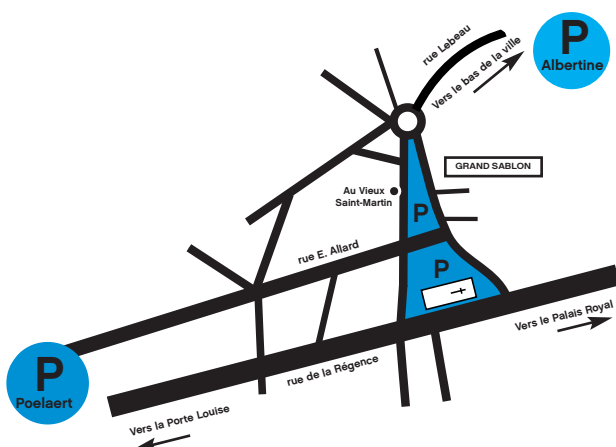 P
Albertine
rue Lebeau
Vers le bas de la ville
GRAND SABLON
Au Vieux
Saint-Martin
P
rue E. Allard
P
Vers le Palais Royal
rue de la Régence
P
Poelaert
Vers la Porte Louise